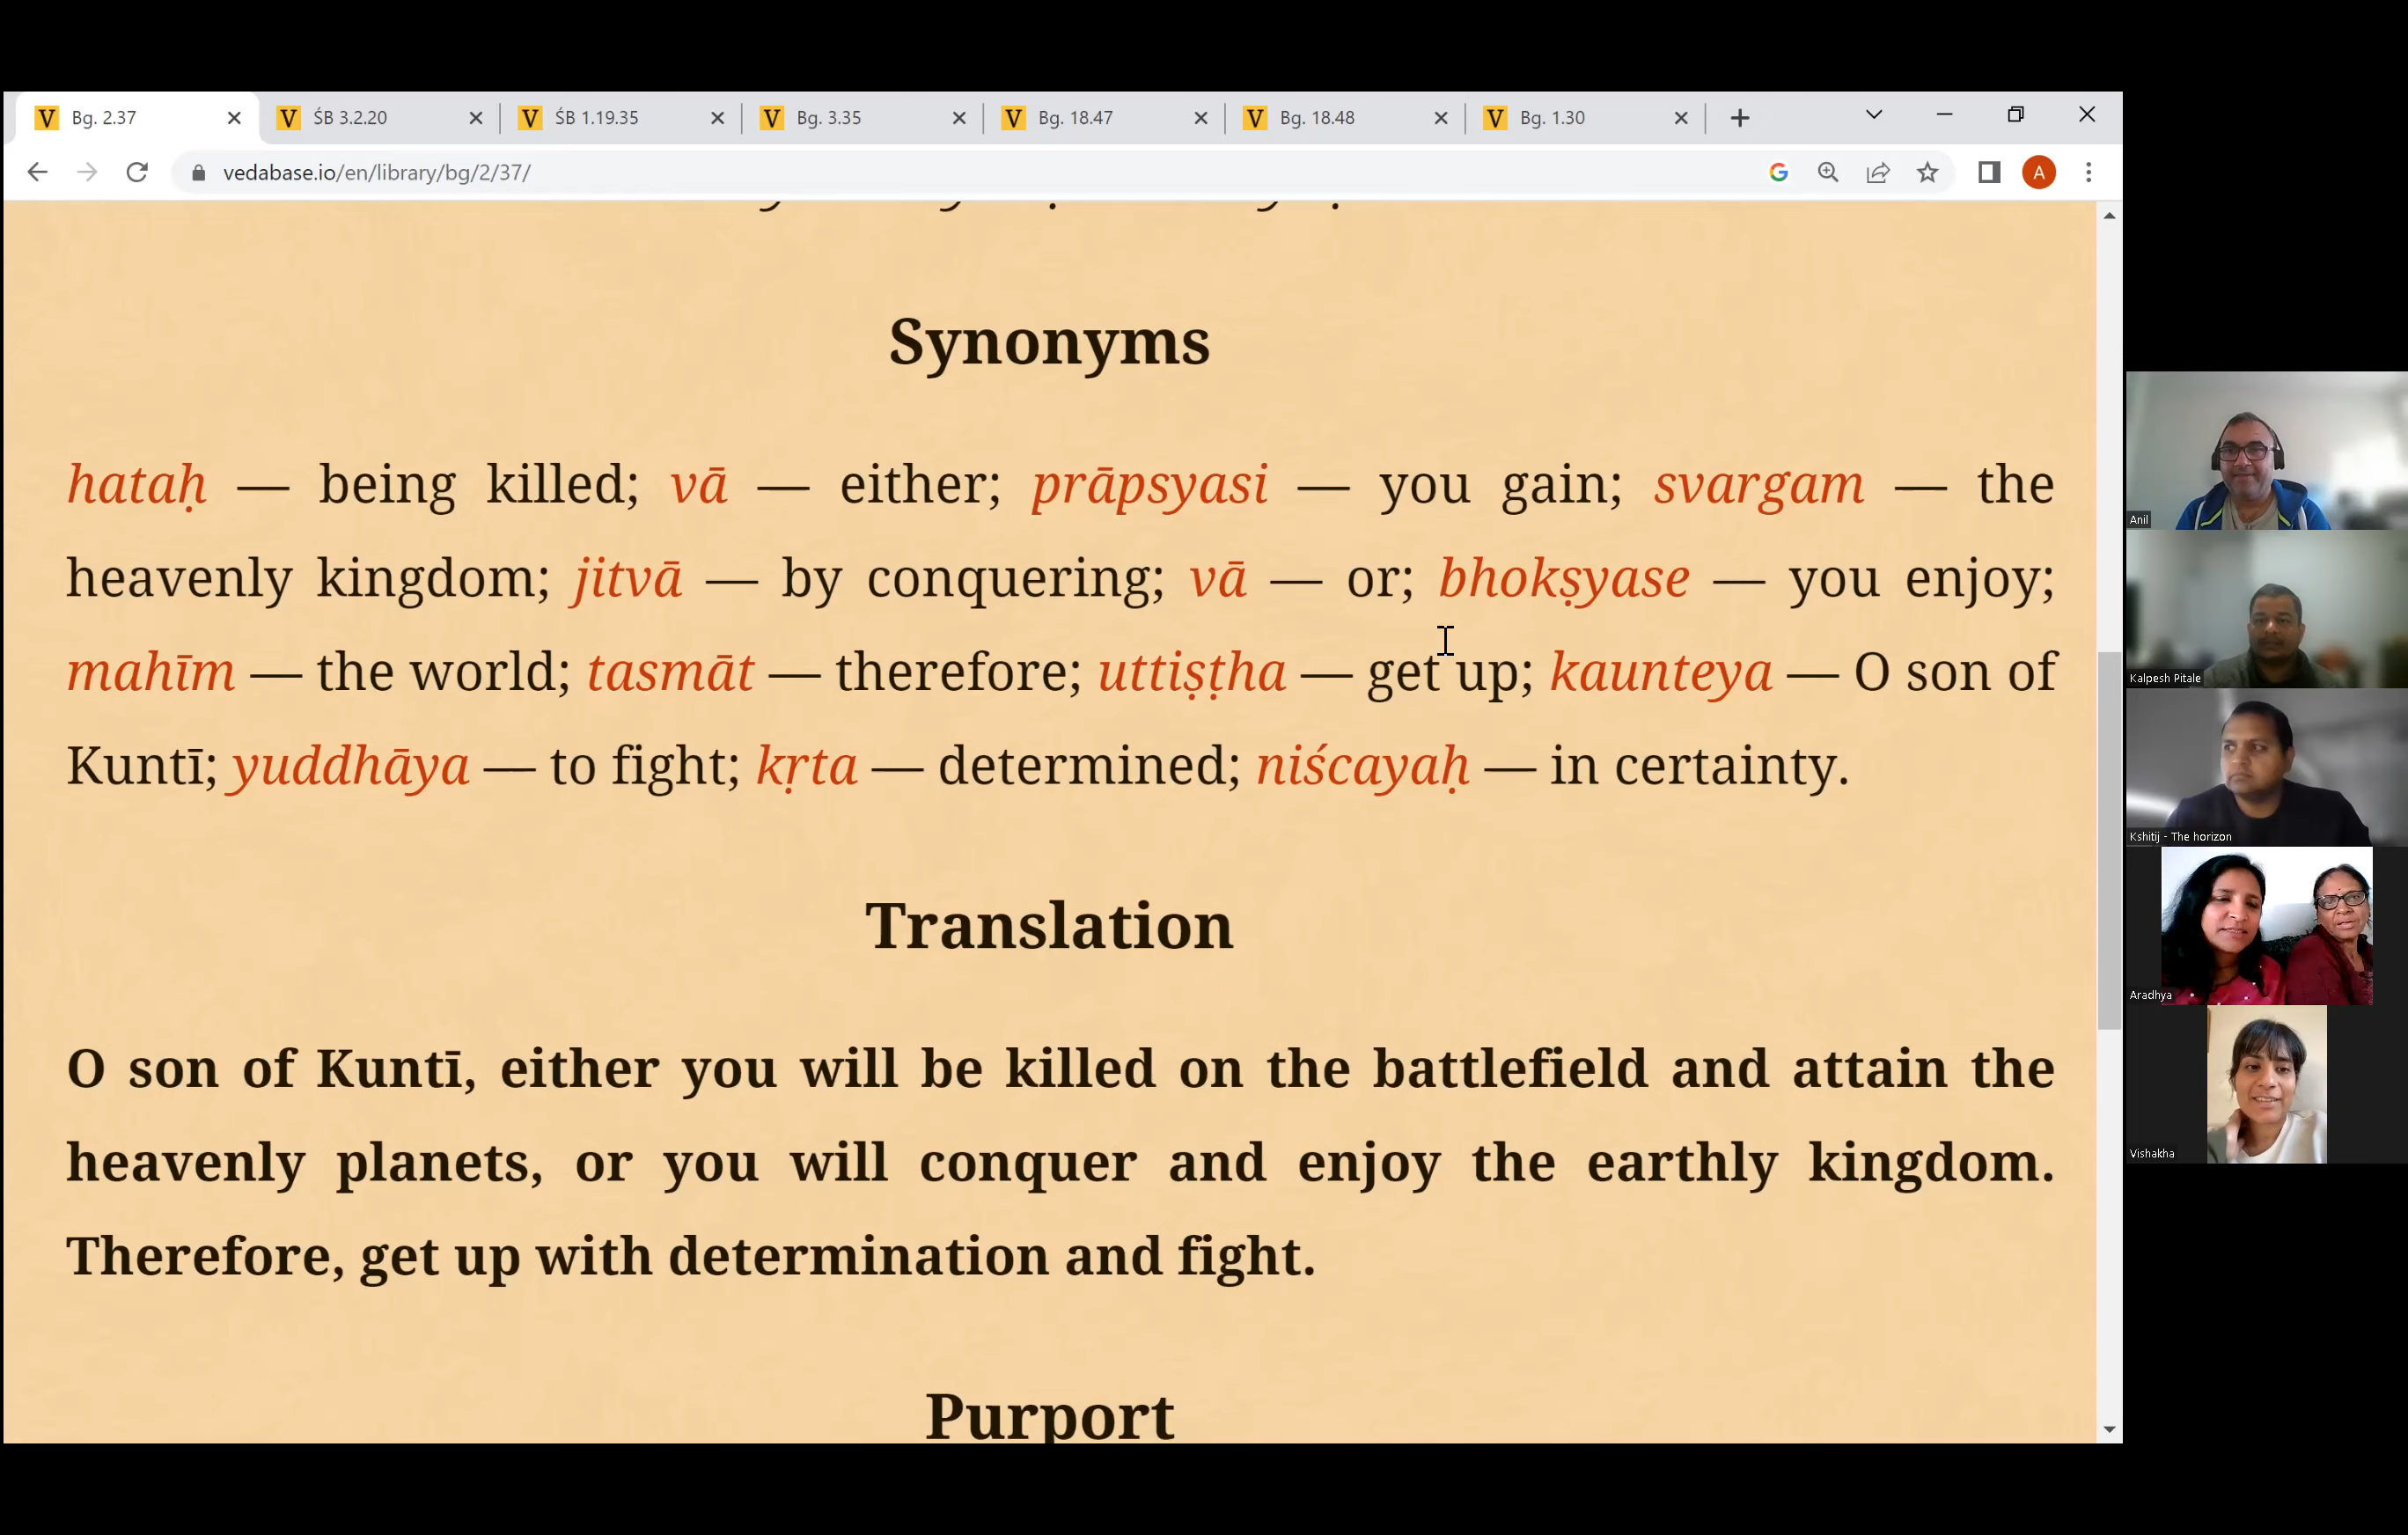 V Bg. 2.37
V ŚB 3.2.20
V ŚB 1.19.35
V Bg. 3.35
V Bg. 18.47
V Bg. 18.48
V Bg. 1.30
vedabase.io/en/library/bg/2/37/
G
A
Synonyms
hataḥ — being killed; vā — either; prāpsyasi — you gain; svargam — the
heavenly kingdom; jitvā — by conquering; vā — or; bhokṣyase — you enjoy;
mahīm — the world; tasmāt — therefore; uttiṣṭha — get up; kaunteya — O son of
Kuntī; yuddhāya — to fight; kṛta — determined; niścayaḥ — in certainty.
Translation
O son of Kuntī, either you will be killed on the battlefield and attain the
heavenly planets, or you will conquer and enjoy the earthly kingdom.
Therefore, get up with determination and fight.
Purport
Anil
Kalpesh Pitale
Kshitij - The horizon
Aradhya
Vishakha